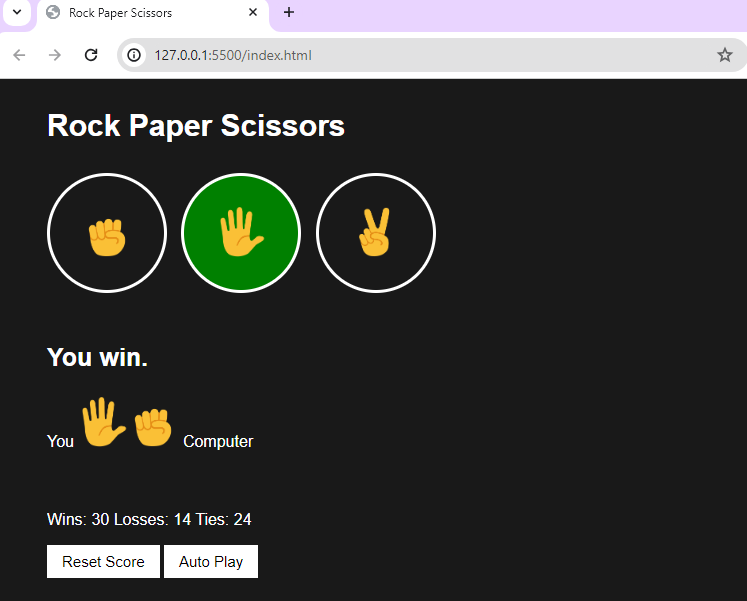 Rock Paper Scissors
127.0.0.1:5500/index.html
Rock Paper Scissors
You win.
You Computer
Wins: 30 Losses: 14 Ties: 24
Reset Score Auto Play